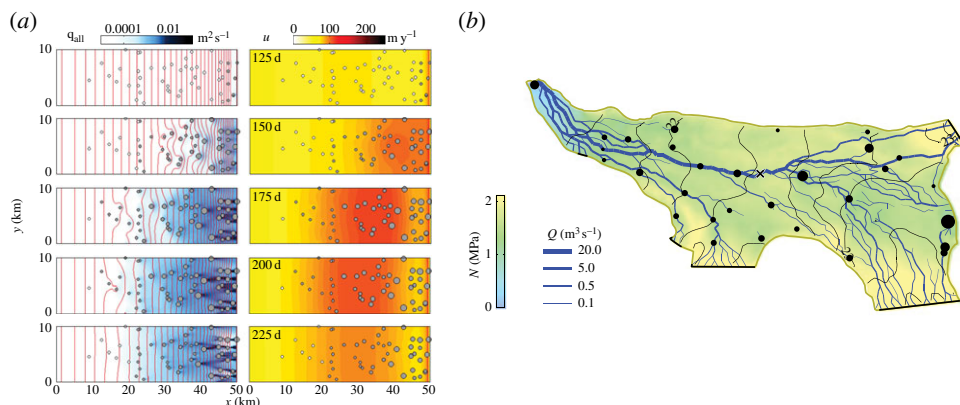 (a)
q_all 0.0001 0.01 m² s⁻¹
u 0 100 200 m y⁻¹
10
0
125 d
10
0
150 d
10
0
175 d
10
0
200 d
10
0
225 d
y (km)
0 10 20 30 40 50
0 10 20 30 40 50
x (km)
(b)
2
1
0
N (MPa)
Q (m³ s⁻¹)
20.0
5.0
0.5
0.1